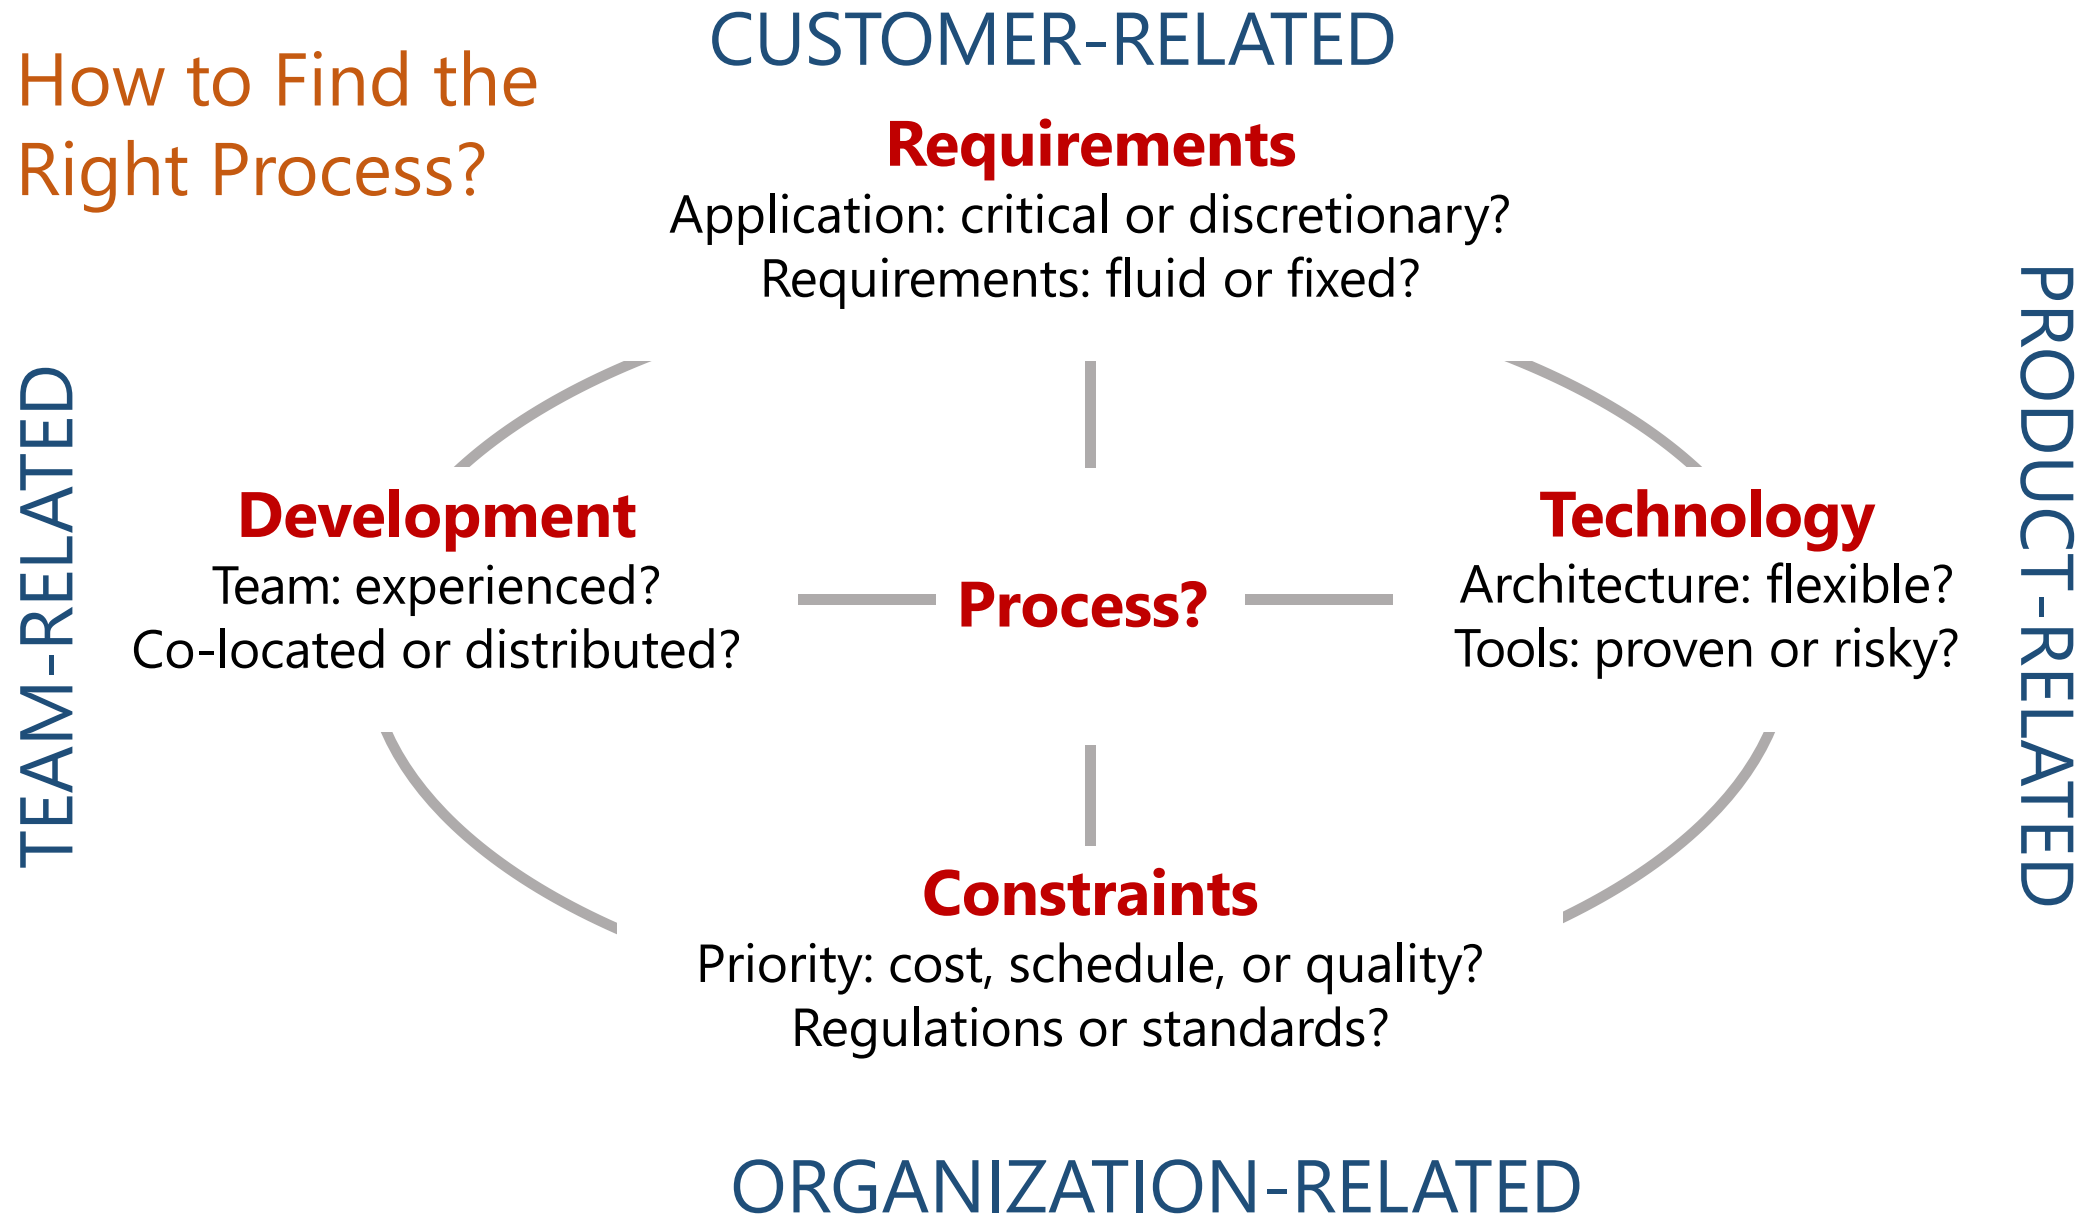 How to Find the
Right Process?
CUSTOMER-RELATED
Requirements
Application: critical or discretionary?
Requirements: fluid or fixed?
TEAM-RELATED
Development
Team: experienced?
Co-located or distributed?
Process?
Technology
Architecture: flexible?
Tools: proven or risky?
PRODUCT-RELATED
Constraints
Priority: cost, schedule, or quality?
Regulations or standards?
ORGANIZATION-RELATED